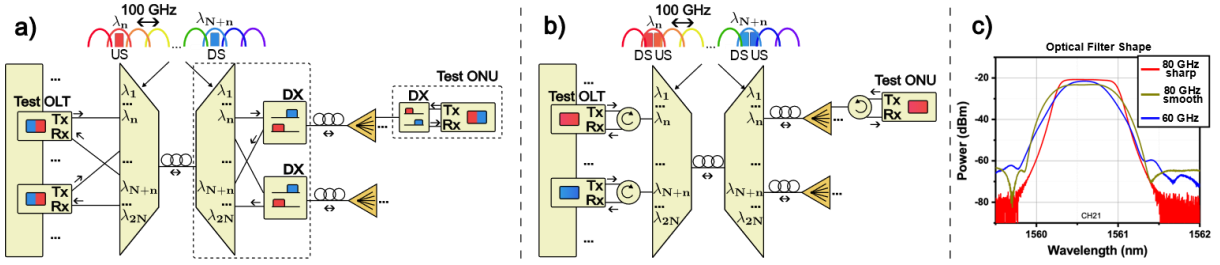 a)
λn
100 GHz
λN+n
...
US
DS
...
Test OLT
Tx
Rx
...
Tx
Rx
...
λ1
λn
...
λN+n
λ2N
λ1
λn
...
λN+n
λ2N
DX
DX
...
...
DX
Test ONU
Tx
Rx
b)
λn
100 GHz
λN+n
...
DS US
DS US
...
Test OLT
Tx
Rx
...
Tx
Rx
...
λ1
λn
...
λN+n
λ2N
λ1
λn
...
λN+n
λ2N
...
...
Test ONU
Tx
Rx
c)
Optical Filter Shape
80 GHz
sharp
80 GHz
smooth
60 GHz
Power (dBm)
-20
-40
-60
-80
CH21
1560
1561
1562
Wavelength (nm)